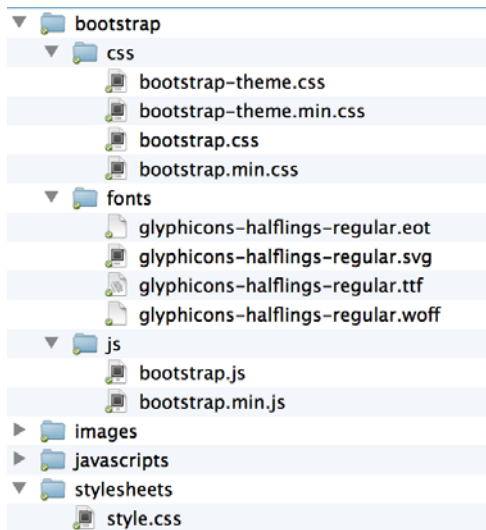 bootstrap
css
bootstrap-theme.css
bootstrap-theme.min.css
bootstrap.css
bootstrap.min.css
fonts
glyphicons-halflings-regular.eot
glyphicons-halflings-regular.svg
glyphicons-halflings-regular.ttf
glyphicons-halflings-regular.woff
js
bootstrap.js
bootstrap.min.js
images
javascripts
stylesheets
style.css